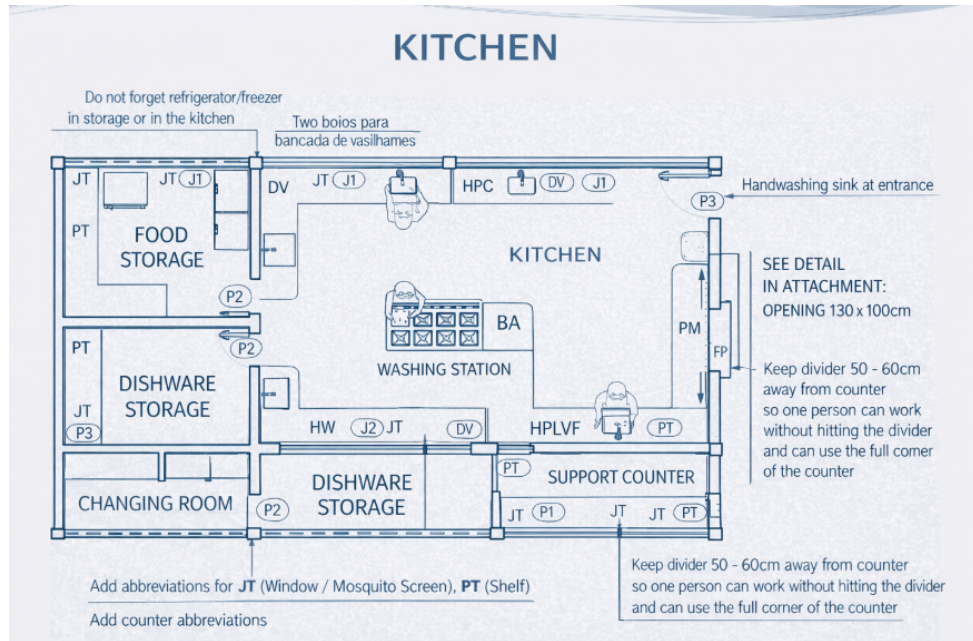 KITCHEN
Do not forget refrigerator/freezer
in storage or in the kitchen
Two boios para
bancada de vasilhames
JT
JT J1
DV
JT J1
HPC
DV
J1
P3
Handwashing sink at entrance
PT
FOOD
STORAGE
KITCHEN
SEE DETAIL
IN ATTACHMENT:
OPENING 130 x 100cm
P2
P2
BA
PM
FP
PT
DISHWARE
STORAGE
WASHING STATION
Keep divider 50 - 60cm
away from counter
so one person can work
without hitting the divider
and can use the full corner
of the counter
JT
P3
HW
J2 JT
DV
HPLVF
PT
CHANGING ROOM
P2
DISHWARE
STORAGE
PT
SUPPORT COUNTER
JT
P1
JT
JT
PT
Add abbreviations for JT (Window / Mosquito Screen), PT (Shelf)
Add counter abbreviations
Keep divider 50 - 60cm away from counter
so one person can work without hitting the divider
and can use the full corner of the counter